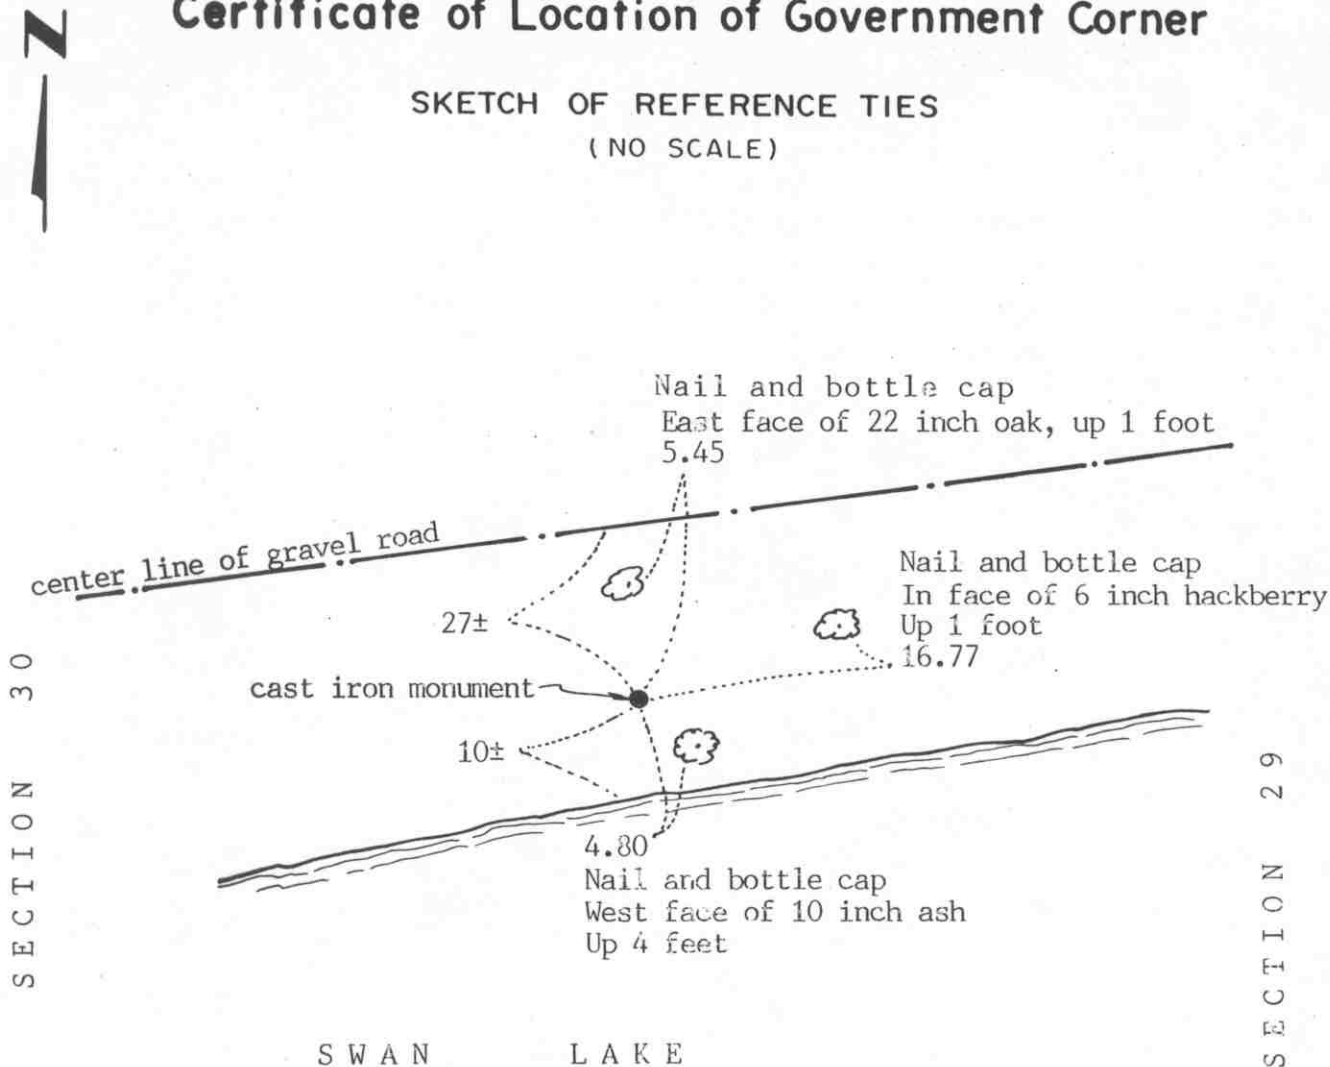 N
Certificate of Location of Government Corner
SKETCH OF REFERENCE TIES
(NO SCALE)
Nail and bottle cap
East face of 22 inch oak, up 1 foot
5.45
center line of gravel road
Nail and bottle cap
In face of 6 inch hackberry
Up 1 foot
16.77
27±
cast iron monument
10±
4.80
Nail and bottle cap
West face of 10 inch ash
Up 4 feet
SECTION 30
SECTION 29
SWAN LAKE